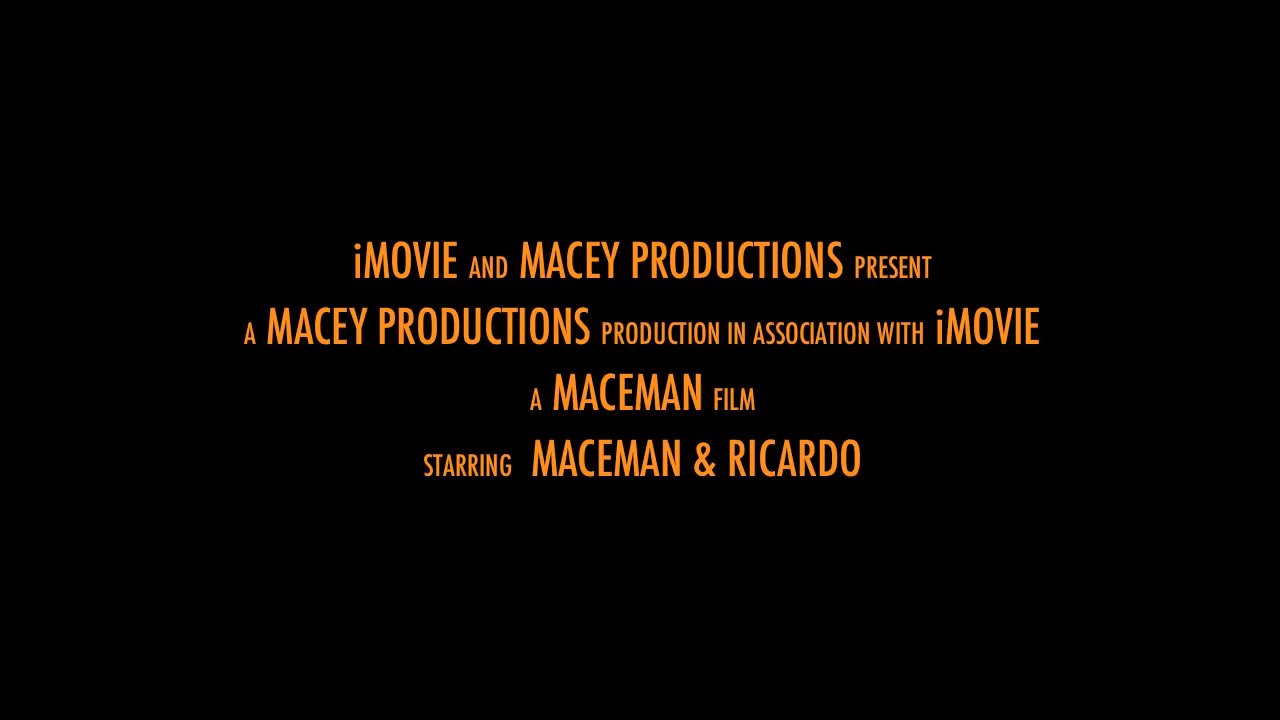 iMOVIE AND MACEY PRODUCTIONS PRESENT
A MACEY PRODUCTIONS PRODUCTION IN ASSOCIATION WITH iMOVIE
A MACEMAN FILM
STARRING MACEMAN & RICARDO